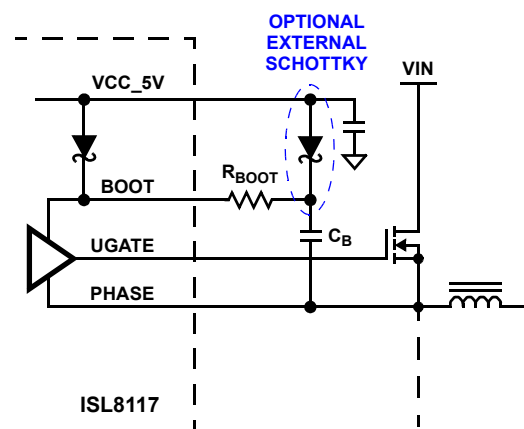 OPTIONAL
EXTERNAL
SCHOTTKY
VIN
VCC_5V
BOOT
RBOOT
CB
UGATE
PHASE
ISL8117